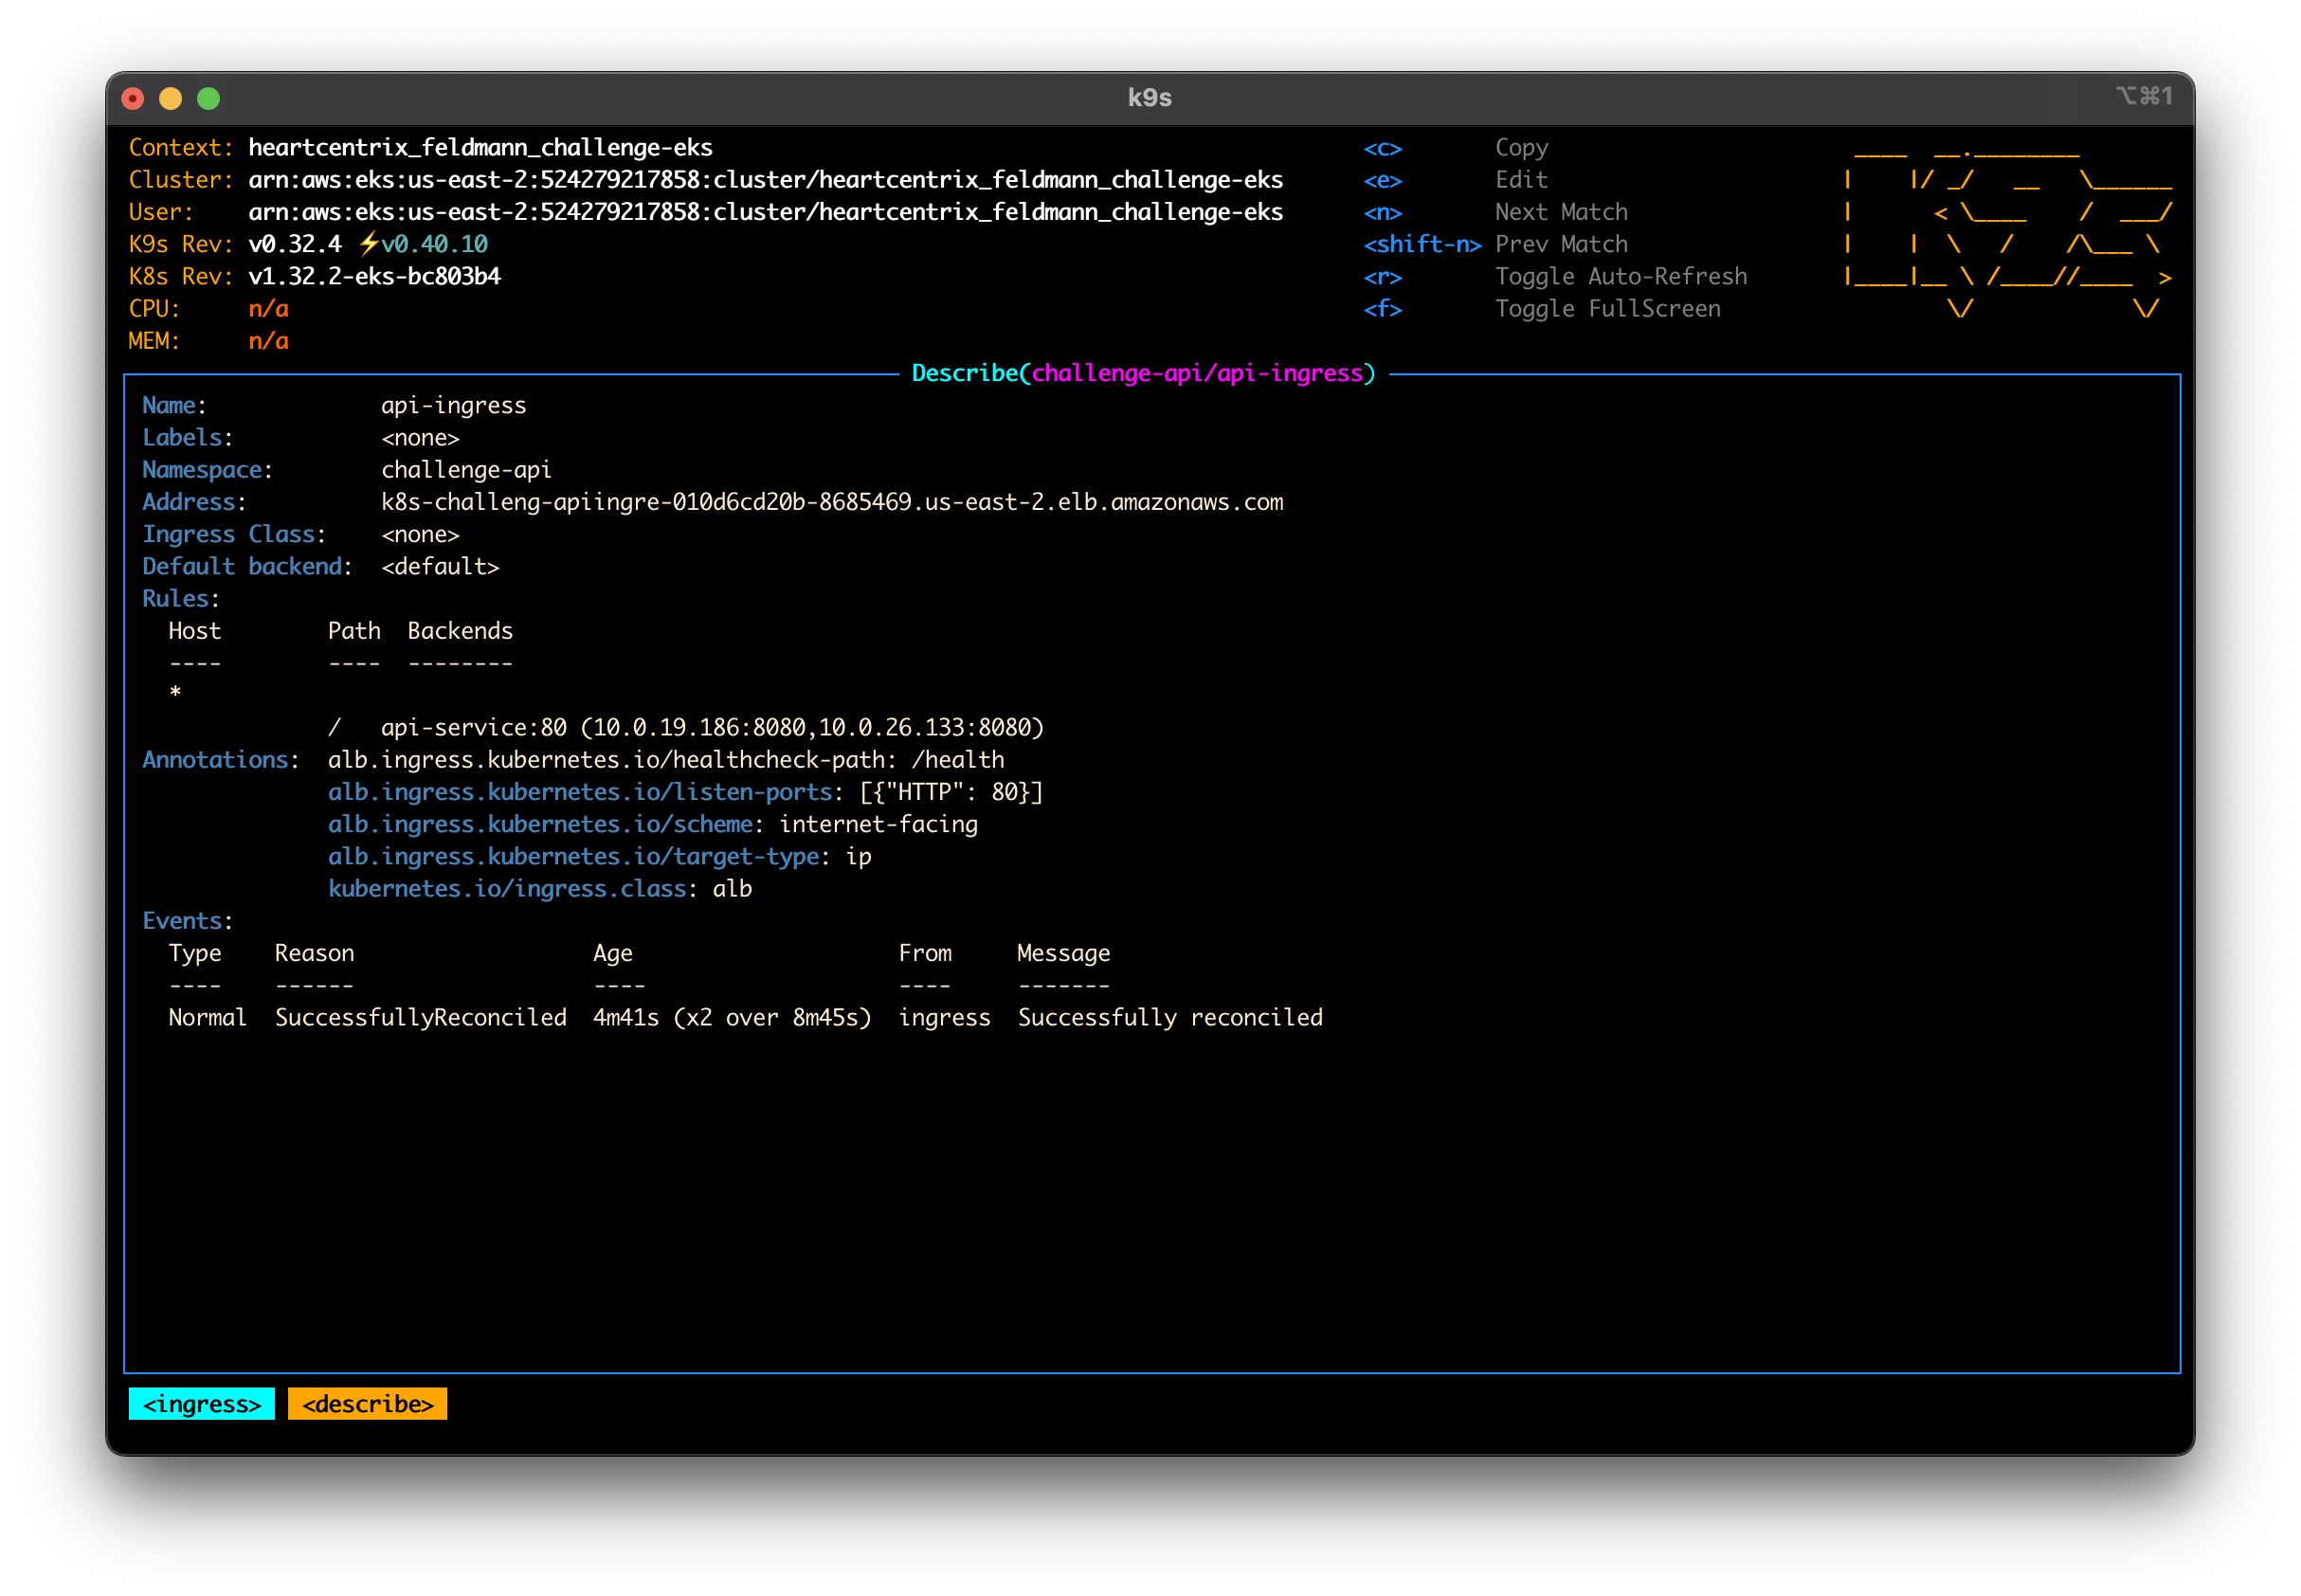 k9s
⌥⌘1
Context: heartcentrix_feldmann_challenge-eks <c> Copy
Cluster: arn:aws:eks:us-east-2:524279217858:cluster/heartcentrix_feldmann_challenge-eks <e> Edit
User: arn:aws:eks:us-east-2:524279217858:cluster/heartcentrix_feldmann_challenge-eks <n> Next Match
K9s Rev: v0.32.4 ⚡v0.40.10 <shift-n> Prev Match
K8s Rev: v1.32.2-eks-bc803b4 <r> Toggle Auto-Refresh
CPU: n/a <f> Toggle FullScreen
MEM: n/a
Describe(challenge-api/api-ingress)
Name: api-ingress
Labels: <none>
Namespace: challenge-api
Address: k8s-challeng-apiingre-010d6cd20b-8685469.us-east-2.elb.amazonaws.com
Ingress Class: <none>
Default backend: <default>
Rules:
Host Path Backends
---- ---- --------
*
/ api-service:80 (10.0.19.186:8080,10.0.26.133:8080)
Annotations: alb.ingress.kubernetes.io/healthcheck-path: /health
alb.ingress.kubernetes.io/listen-ports: [{"HTTP": 80}]
alb.ingress.kubernetes.io/scheme: internet-facing
alb.ingress.kubernetes.io/target-type: ip
kubernetes.io/ingress.class: alb
Events:
Type Reason Age From Message
---- ------ ---- ---- -------
Normal SuccessfullyReconciled 4m41s (x2 over 8m45s) ingress Successfully reconciled
<ingress> <describe>